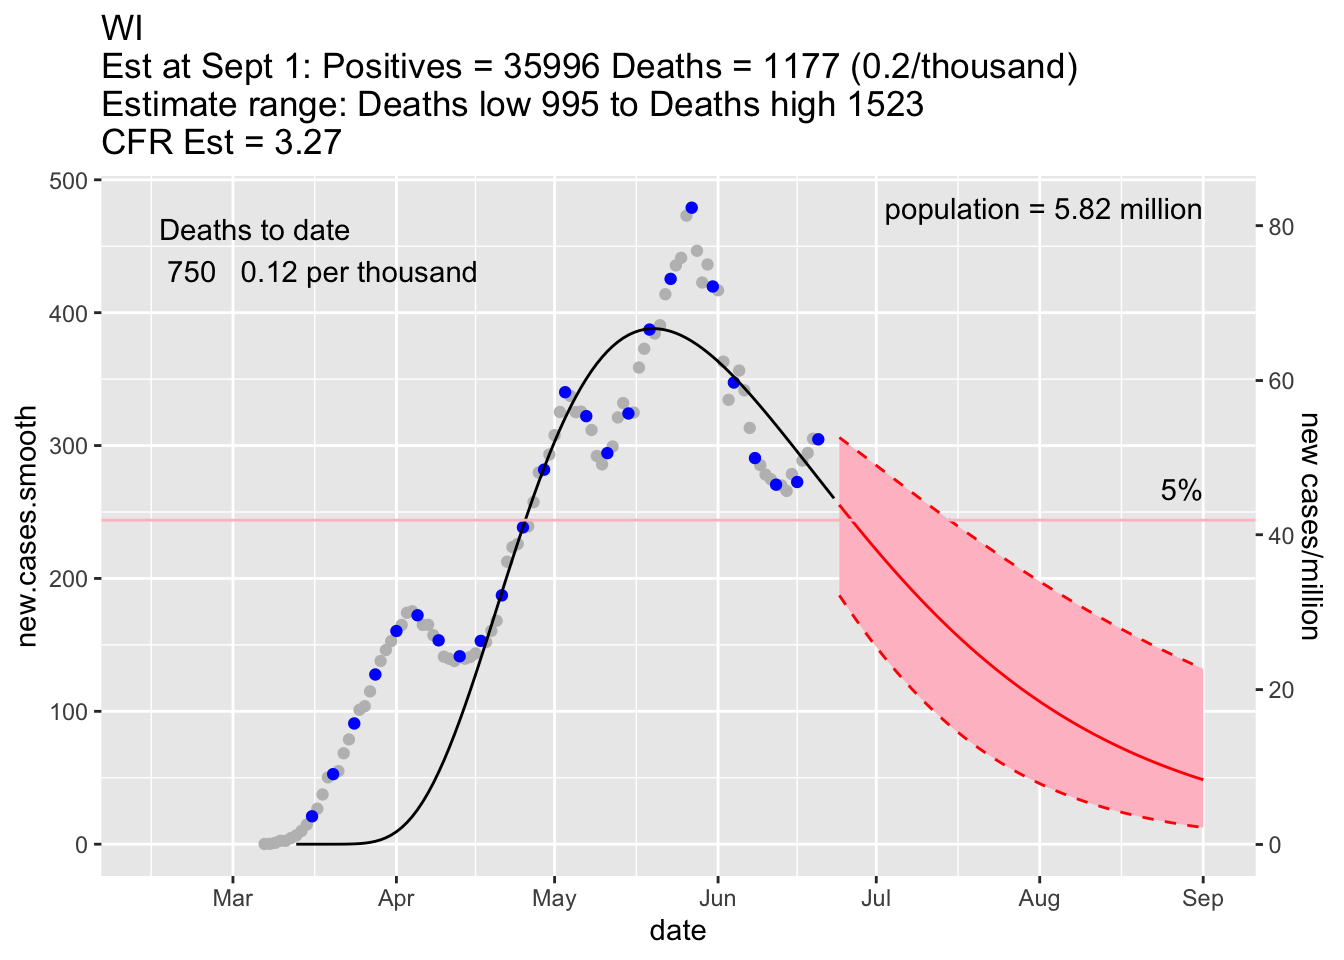 WI
Est at Sept 1: Positives = 35996 Deaths = 1177 (0.2/thousand)
Estimate range: Deaths low 995 to Deaths high 1523
CFR Est = 3.27
Deaths to date
750 0.12 per thousand
population = 5.82 million
5%
new.cases.smooth
500
400
300
200
100
0
new cases/million
80
60
40
20
0
Mar Apr May Jun Jul Aug Sep
date